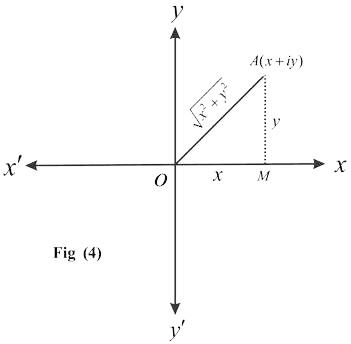 y
A(x + iy)
√x² + y²
y
x′
O
x
M
x
Fig (4)
y′